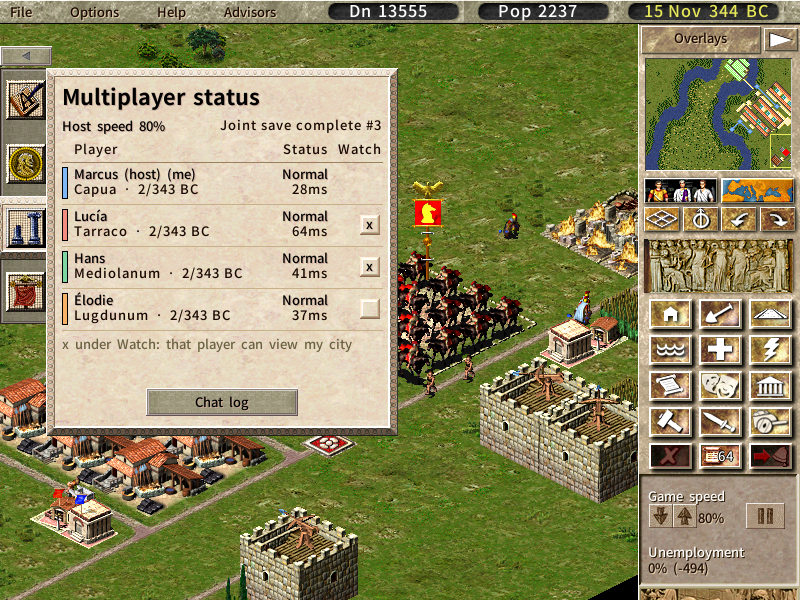 File Options Help Advisors Dn 13555 Pop 2237 15 Nov 344 BC
Overlays
Multiplayer status
Host speed 80% Joint save complete #3
Player Status Watch
Marcus (host) (me) Normal
Capua · 2/343 BC 28ms
Lucía Normal
Tarraco · 2/343 BC 64ms x
Hans Normal
Mediolanum · 2/343 BC 41ms x
Élodie Normal
Lugdunum · 2/343 BC 37ms
x under Watch: that player can view my city
Chat log
64
Game speed
80%
Unemployment
0% (-494)